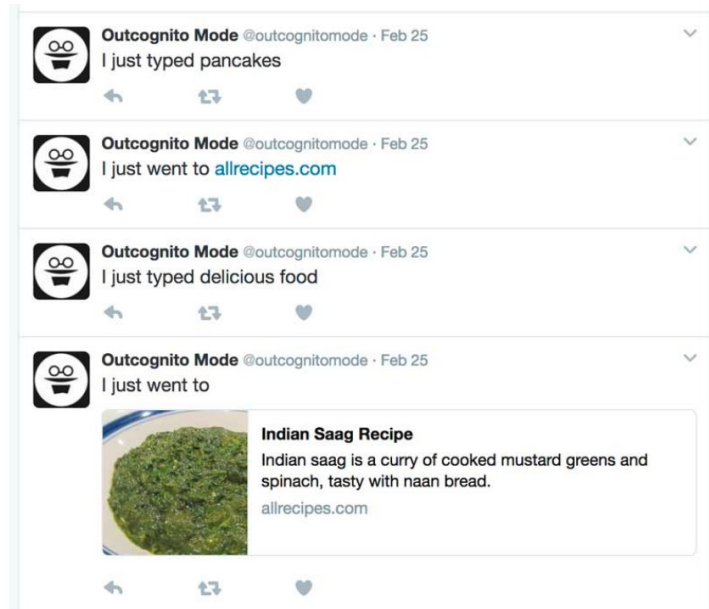 Outcognito Mode @outcognitomode · Feb 25
I just typed pancakes
Outcognito Mode @outcognitomode · Feb 25
I just went to allrecipes.com
Outcognito Mode @outcognitomode · Feb 25
I just typed delicious food
Outcognito Mode @outcognitomode · Feb 25
I just went to
Indian Saag Recipe
Indian saag is a curry of cooked mustard greens and
spinach, tasty with naan bread.
allrecipes.com